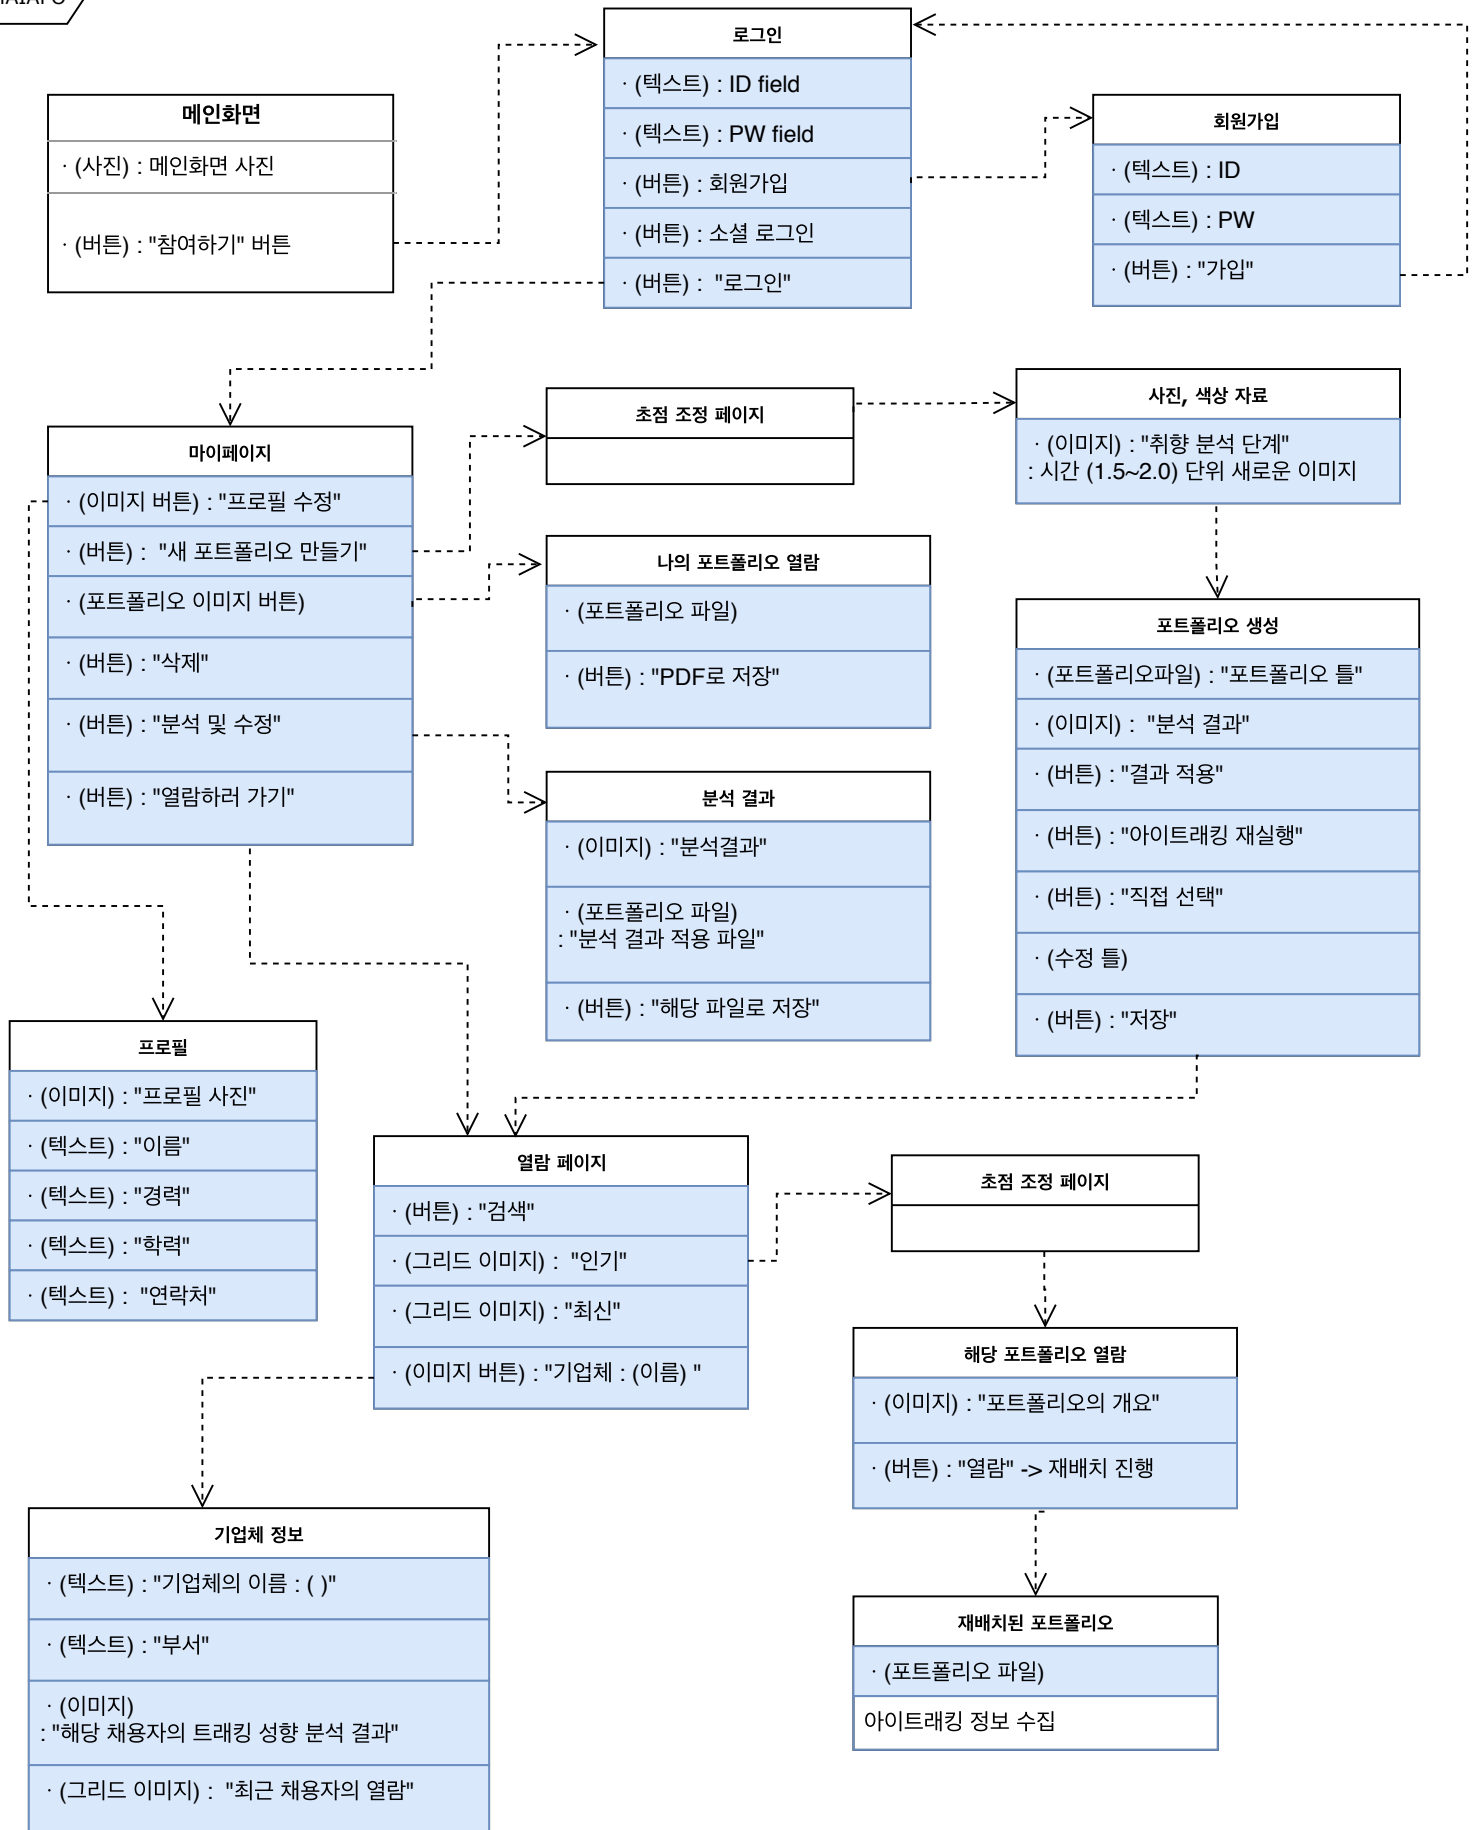 로그인
· (텍스트) : ID field
· (텍스트) : PW field
· (버튼) : 회원가입
· (버튼) : 소셜 로그인
· (버튼) :  "로그인"
메인화면
· (사진) : 메인화면 사진
· (버튼) : "참여하기" 버튼
회원가입
· (텍스트) : ID
· (텍스트) : PW
· (버튼) : "가입"
마이페이지
· (이미지 버튼) : "프로필 수정"
· (버튼) :  "새 포트폴리오 만들기"
· (포트폴리오 이미지 버튼)
· (버튼) : "삭제"
· (버튼) : "분석 및 수정"
· (버튼) : "열람하러 가기"
초점 조정 페이지
사진, 색상 자료
· (이미지) : "취향 분석 단계"
: 시간 (1.5~2.0) 단위 새로운 이미지
나의 포트폴리오 열람
· (포트폴리오 파일)
· (버튼) : "PDF로 저장"
포트폴리오 생성
· (포트폴리오파일) : "포트폴리오 틀"
· (이미지) :  "분석 결과"
· (버튼) : "결과 적용"
· (버튼) : "아이트래킹 재실행"
· (버튼) : "직접 선택"
· (수정 틀)
· (버튼) : "저장"
분석 결과
· (이미지) : "분석결과"
· (포트폴리오 파일)
: "분석 결과 적용 파일"
· (버튼) : "해당 파일로 저장"
프로필
· (이미지) : "프로필 사진"
· (텍스트) : "이름"
· (텍스트) : "경력"
· (텍스트) : "학력"
· (텍스트) :  "연락처"
열람 페이지
· (버튼) : "검색"
· (그리드 이미지) :  "인기"
· (그리드 이미지) : "최신"
· (이미지 버튼) : "기업체 : (이름) "
초점 조정 페이지
해당 포트폴리오 열람
· (이미지) : "포트폴리오의 개요"
· (버튼) : "열람" -> 재배치 진행
기업체 정보
· (텍스트) : "기업체의 이름 : ( )"
· (텍스트) : "부서"
· (이미지)
: "해당 채용자의 트래킹 성향 분석 결과"
· (그리드 이미지) :  "최근 채용자의 열람"
재배치된 포트폴리오
· (포트폴리오 파일)
아이트래킹 정보 수집